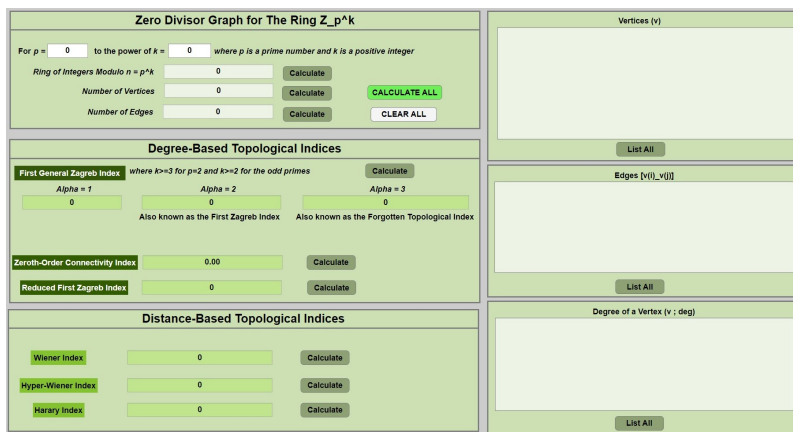 Zero Divisor Graph for The Ring Z_p^k
For p = 0 to the power of k = 0 where p is a prime number and k is a positive integer
Ring of Integers Modulo n = p^k 0 Calculate
Number of Vertices 0 Calculate CALCULATE ALL
Number of Edges 0 Calculate CLEAR ALL
Degree-Based Topological Indices
First General Zagreb Index where k>=3 for p=2 and k>=2 for the odd primes Calculate
Alpha = 1 Alpha = 2 Alpha = 3
0 0 0
Also known as the First Zagreb Index Also known as the Forgotten Topological Index
Zeroth-Order Connectivity Index 0.00 Calculate
Reduced First Zagreb Index 0 Calculate
Distance-Based Topological Indices
Wiener Index 0 Calculate
Hyper-Wiener Index 0 Calculate
Harary Index 0 Calculate
Vertices (v)
List All
Edges [v(i)_v(j)]
List All
Degree of a Vertex (v ; deg)
List All